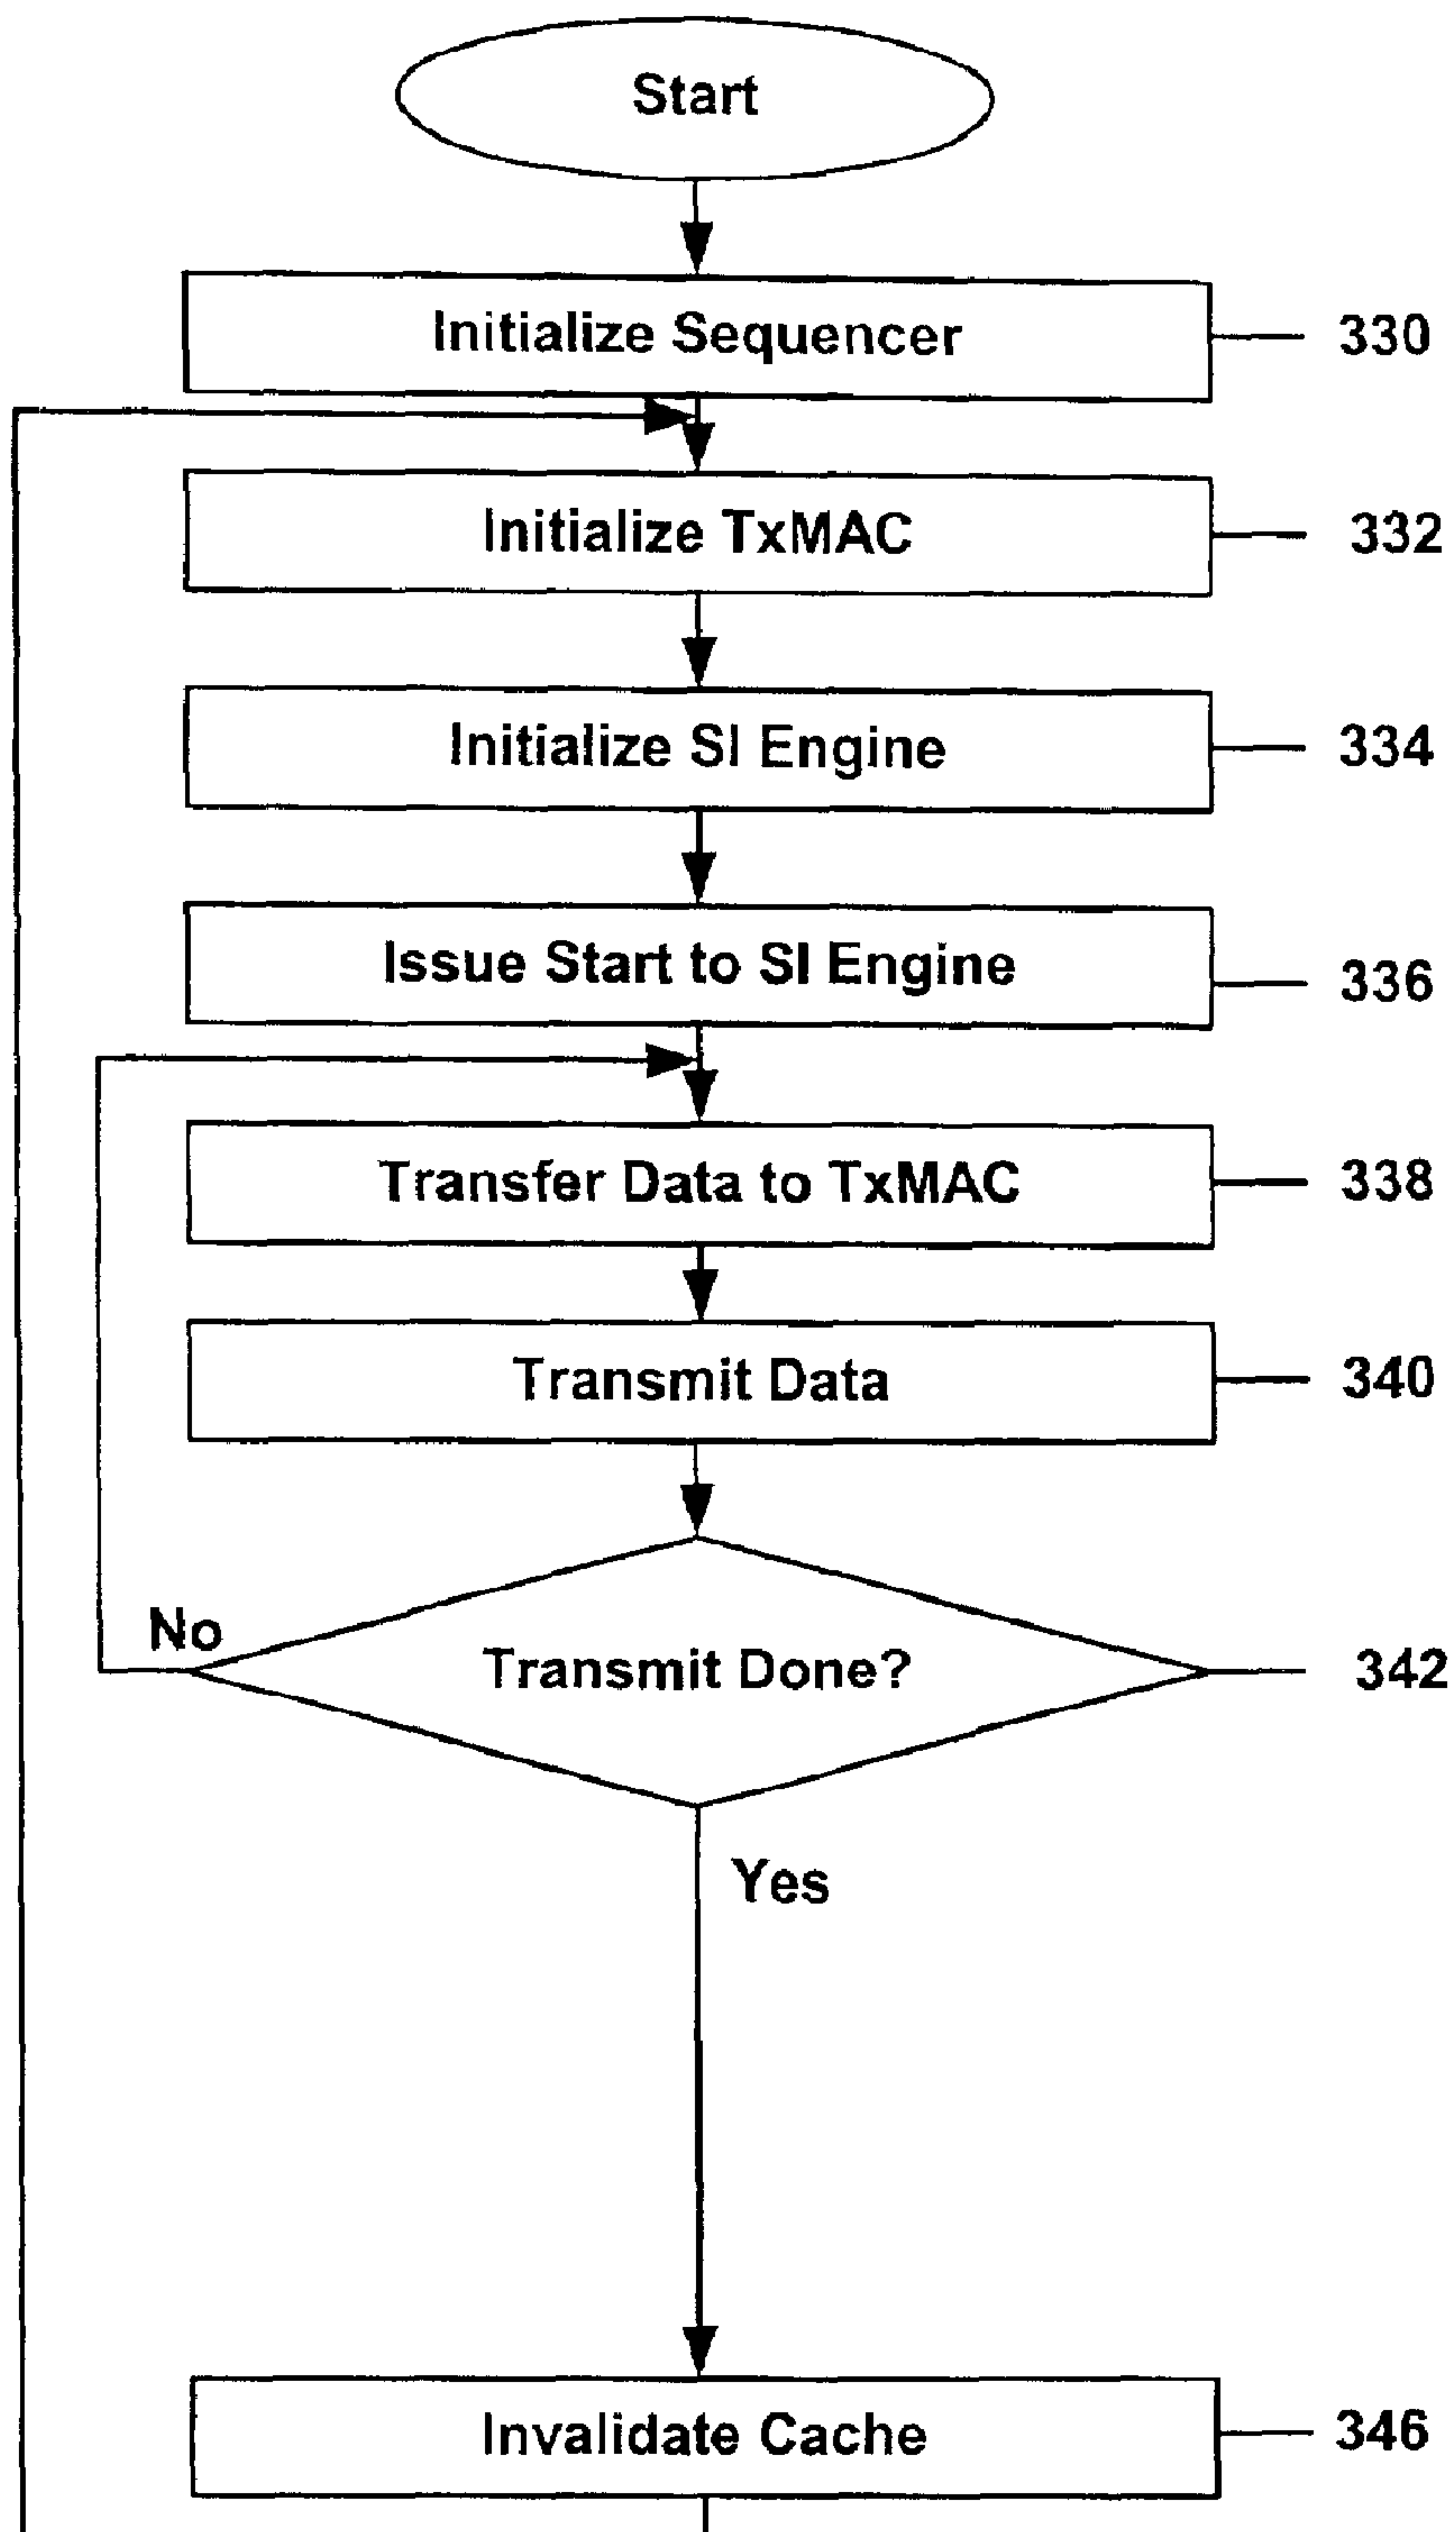 Start
Initialize Sequencer
330
Initialize TxMAC
332
Initialize SI Engine
334
Issue Start to SI Engine
336
Transfer Data to TxMAC
338
Transmit Data
340
No
Transmit Done?
342
Yes
Invalidate Cache
346